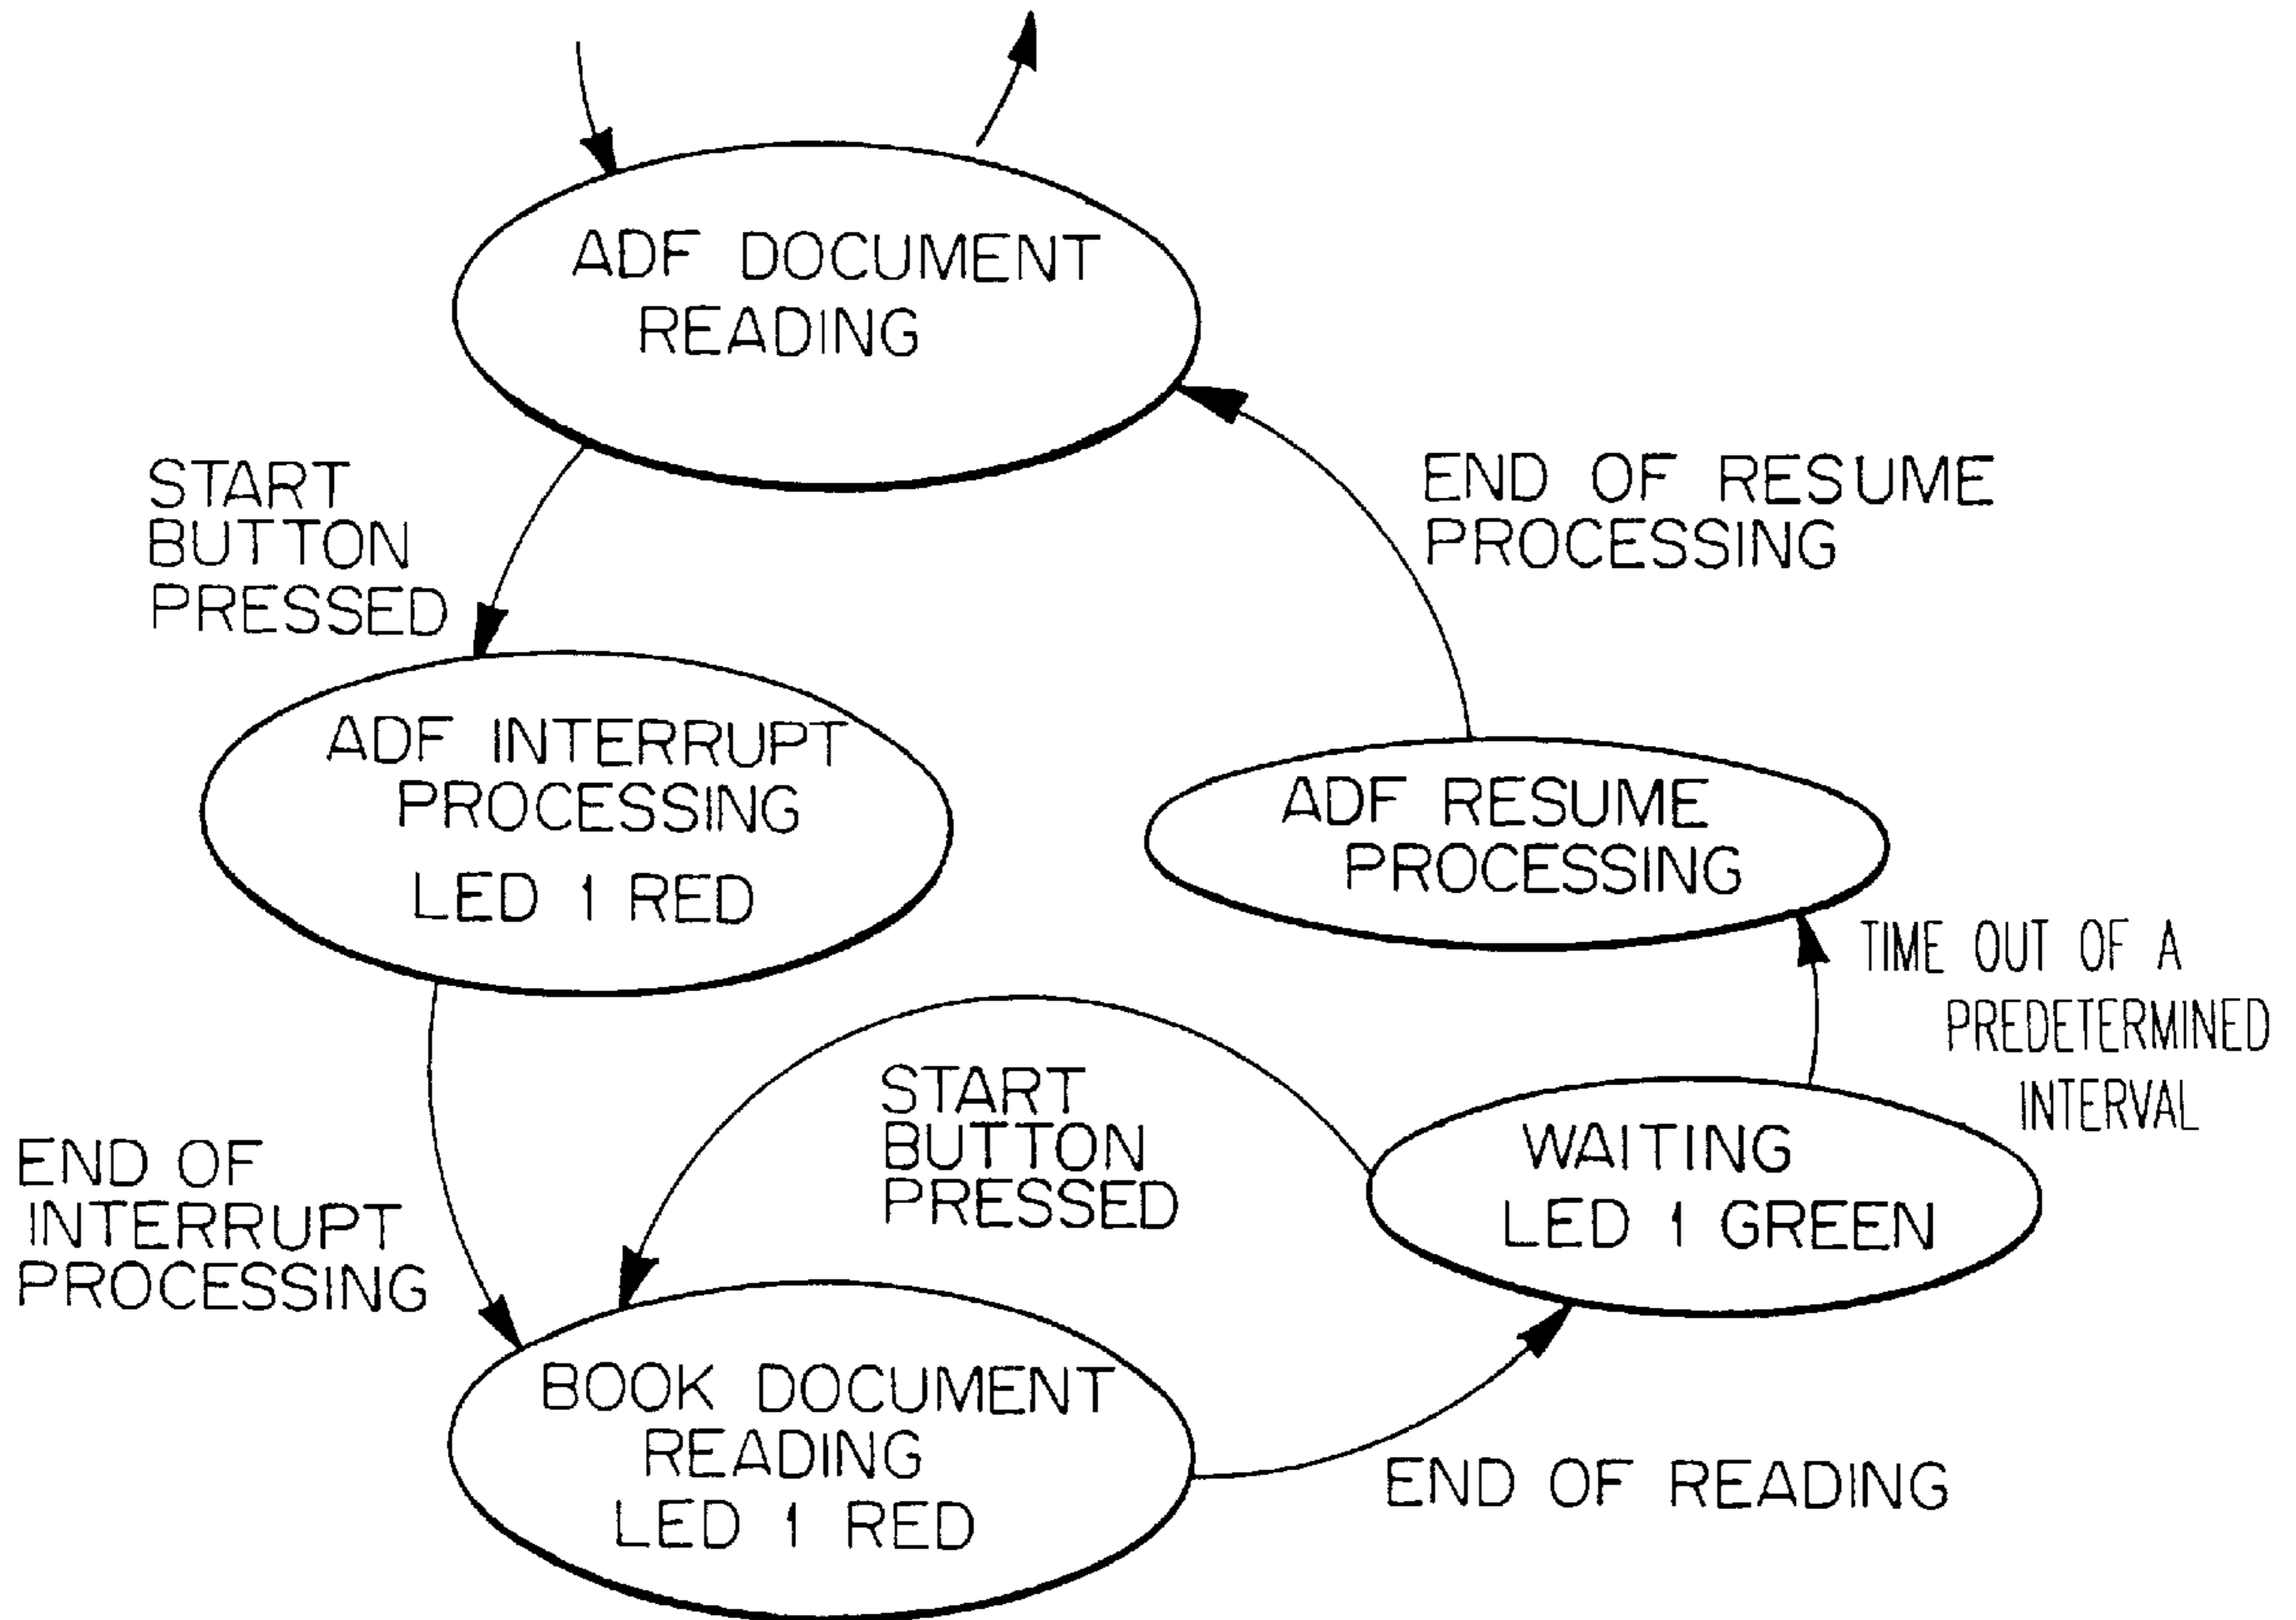 ADF DOCUMENT
READING
START
BUTTON
PRESSED
END OF RESUME
PROCESSING
ADF INTERRUPT
PROCESSING
LED 1 RED
ADF RESUME
PROCESSING
TIME OUT OF A
PREDETERMINED
INTERVAL
START
BUTTON
PRESSED
WAITING
LED 1 GREEN
END OF
INTERRUPT
PROCESSING
BOOK DOCUMENT
READING
LED 1 RED
END OF READING